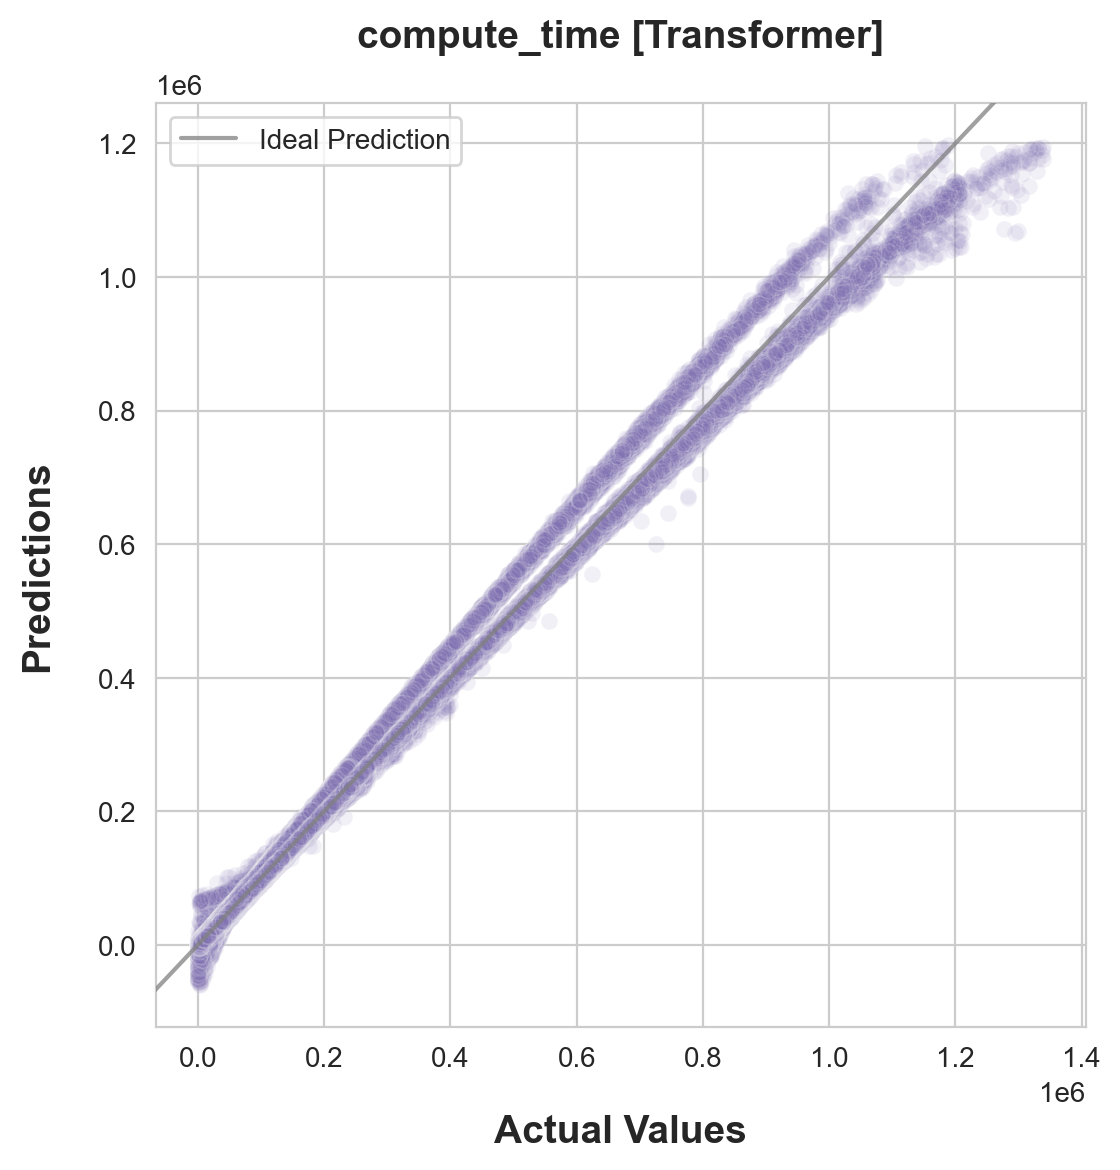 compute_time [Transformer]
1e6
Ideal Prediction
1.2
1.0
0.8
0.6
0.4
0.2
0.0
Predictions
0.0 0.2 0.4 0.6 0.8 1.0 1.2 1.4
1e6
Actual Values